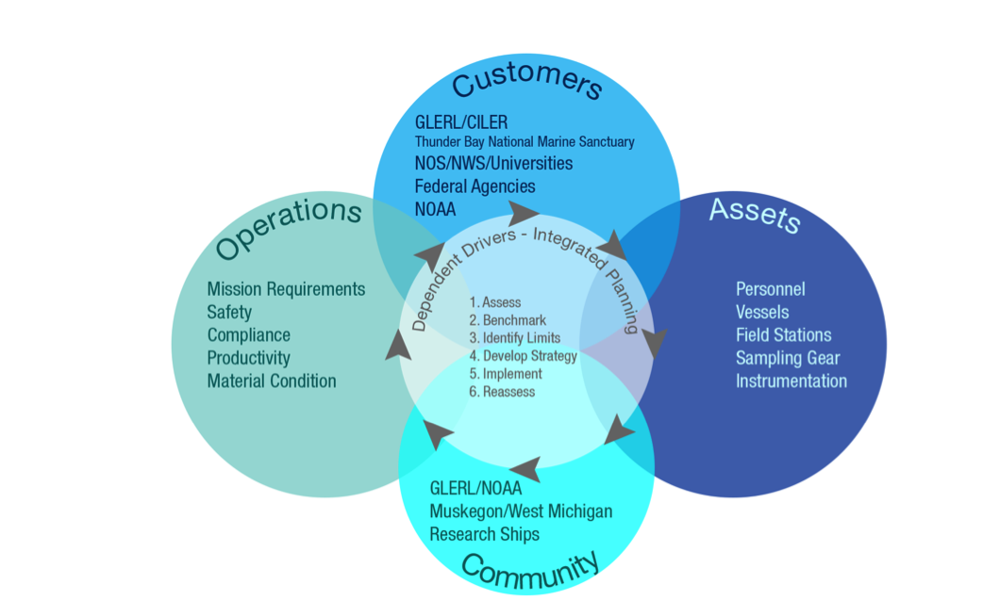 Customers
GLERL/CILER
Thunder Bay National Marine Sanctuary
NOS/NWS/Universities
Federal Agencies
NOAA
Operations
Mission Requirements
Safety
Compliance
Productivity
Material Condition
Dependent Drivers - Integrated Planning
1. Assess
2. Benchmark
3. Identify Limits
4. Develop Strategy
5. Implement
6. Reassess
Assets
Personnel
Vessels
Field Stations
Sampling Gear
Instrumentation
GLERL/NOAA
Muskegon/West Michigan
Research Ships
Community